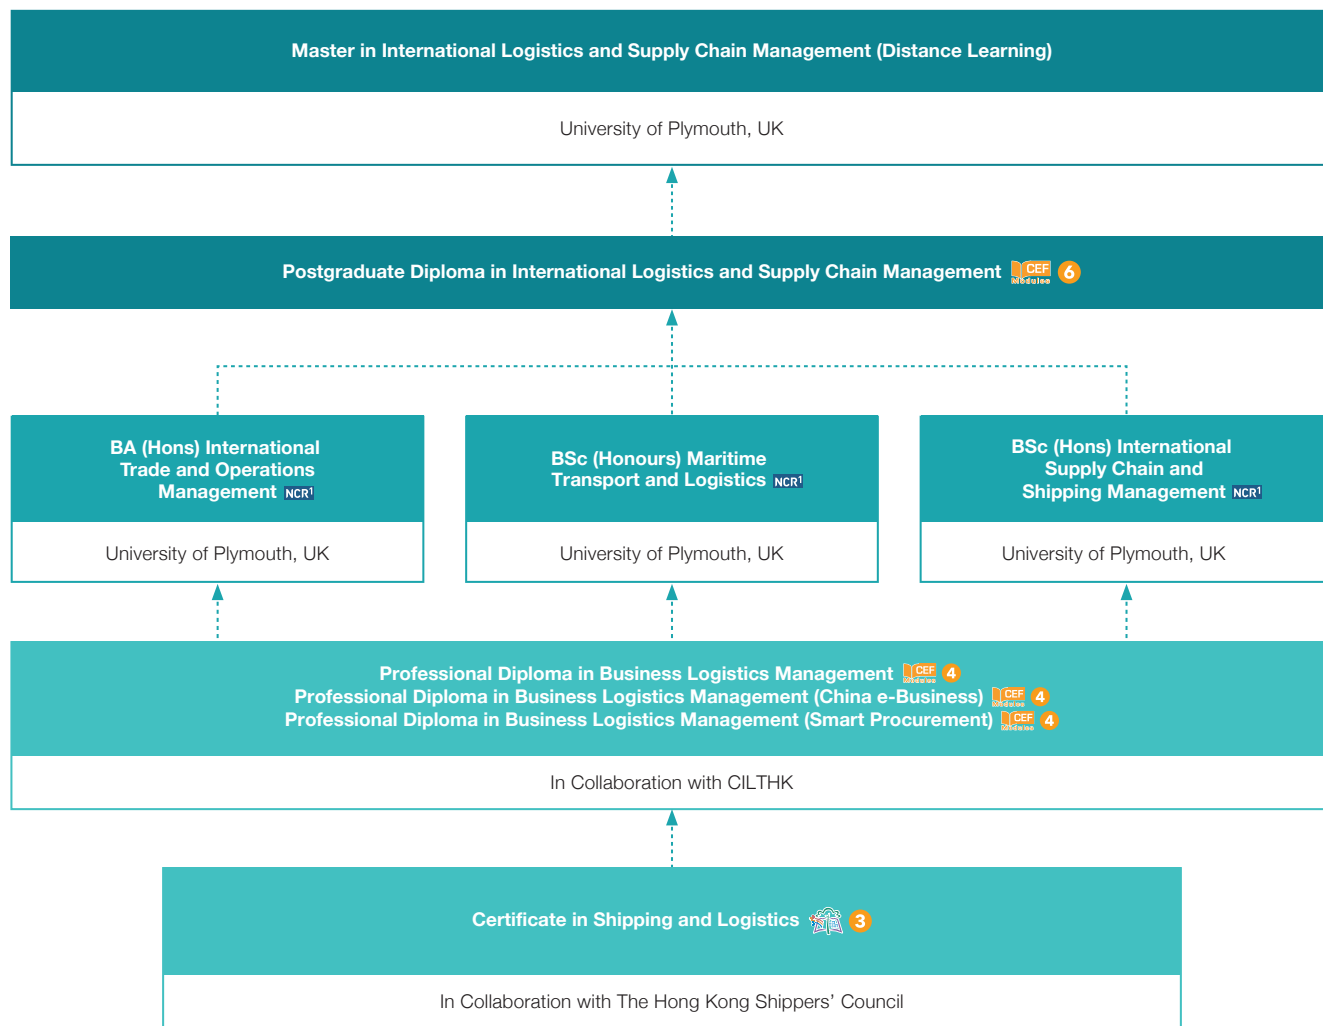 Master in International Logistics and Supply Chain Management (Distance Learning)
University of Plymouth, UK
Postgraduate Diploma in International Logistics and Supply Chain Management CEF Modules 6
BA (Hons) International
Trade and Operations
Management NCR1
University of Plymouth, UK
BSc (Honours) Maritime
Transport and Logistics NCR1
University of Plymouth, UK
BSc (Hons) International
Supply Chain and
Shipping Management NCR1
University of Plymouth, UK
Professional Diploma in Business Logistics Management CEF Modules 4
Professional Diploma in Business Logistics Management (China e-Business) CEF Modules 4
Professional Diploma in Business Logistics Management (Smart Procurement) CEF Modules 4
In Collaboration with CILTHK
Certificate in Shipping and Logistics 3
In Collaboration with The Hong Kong Shippers’ Council